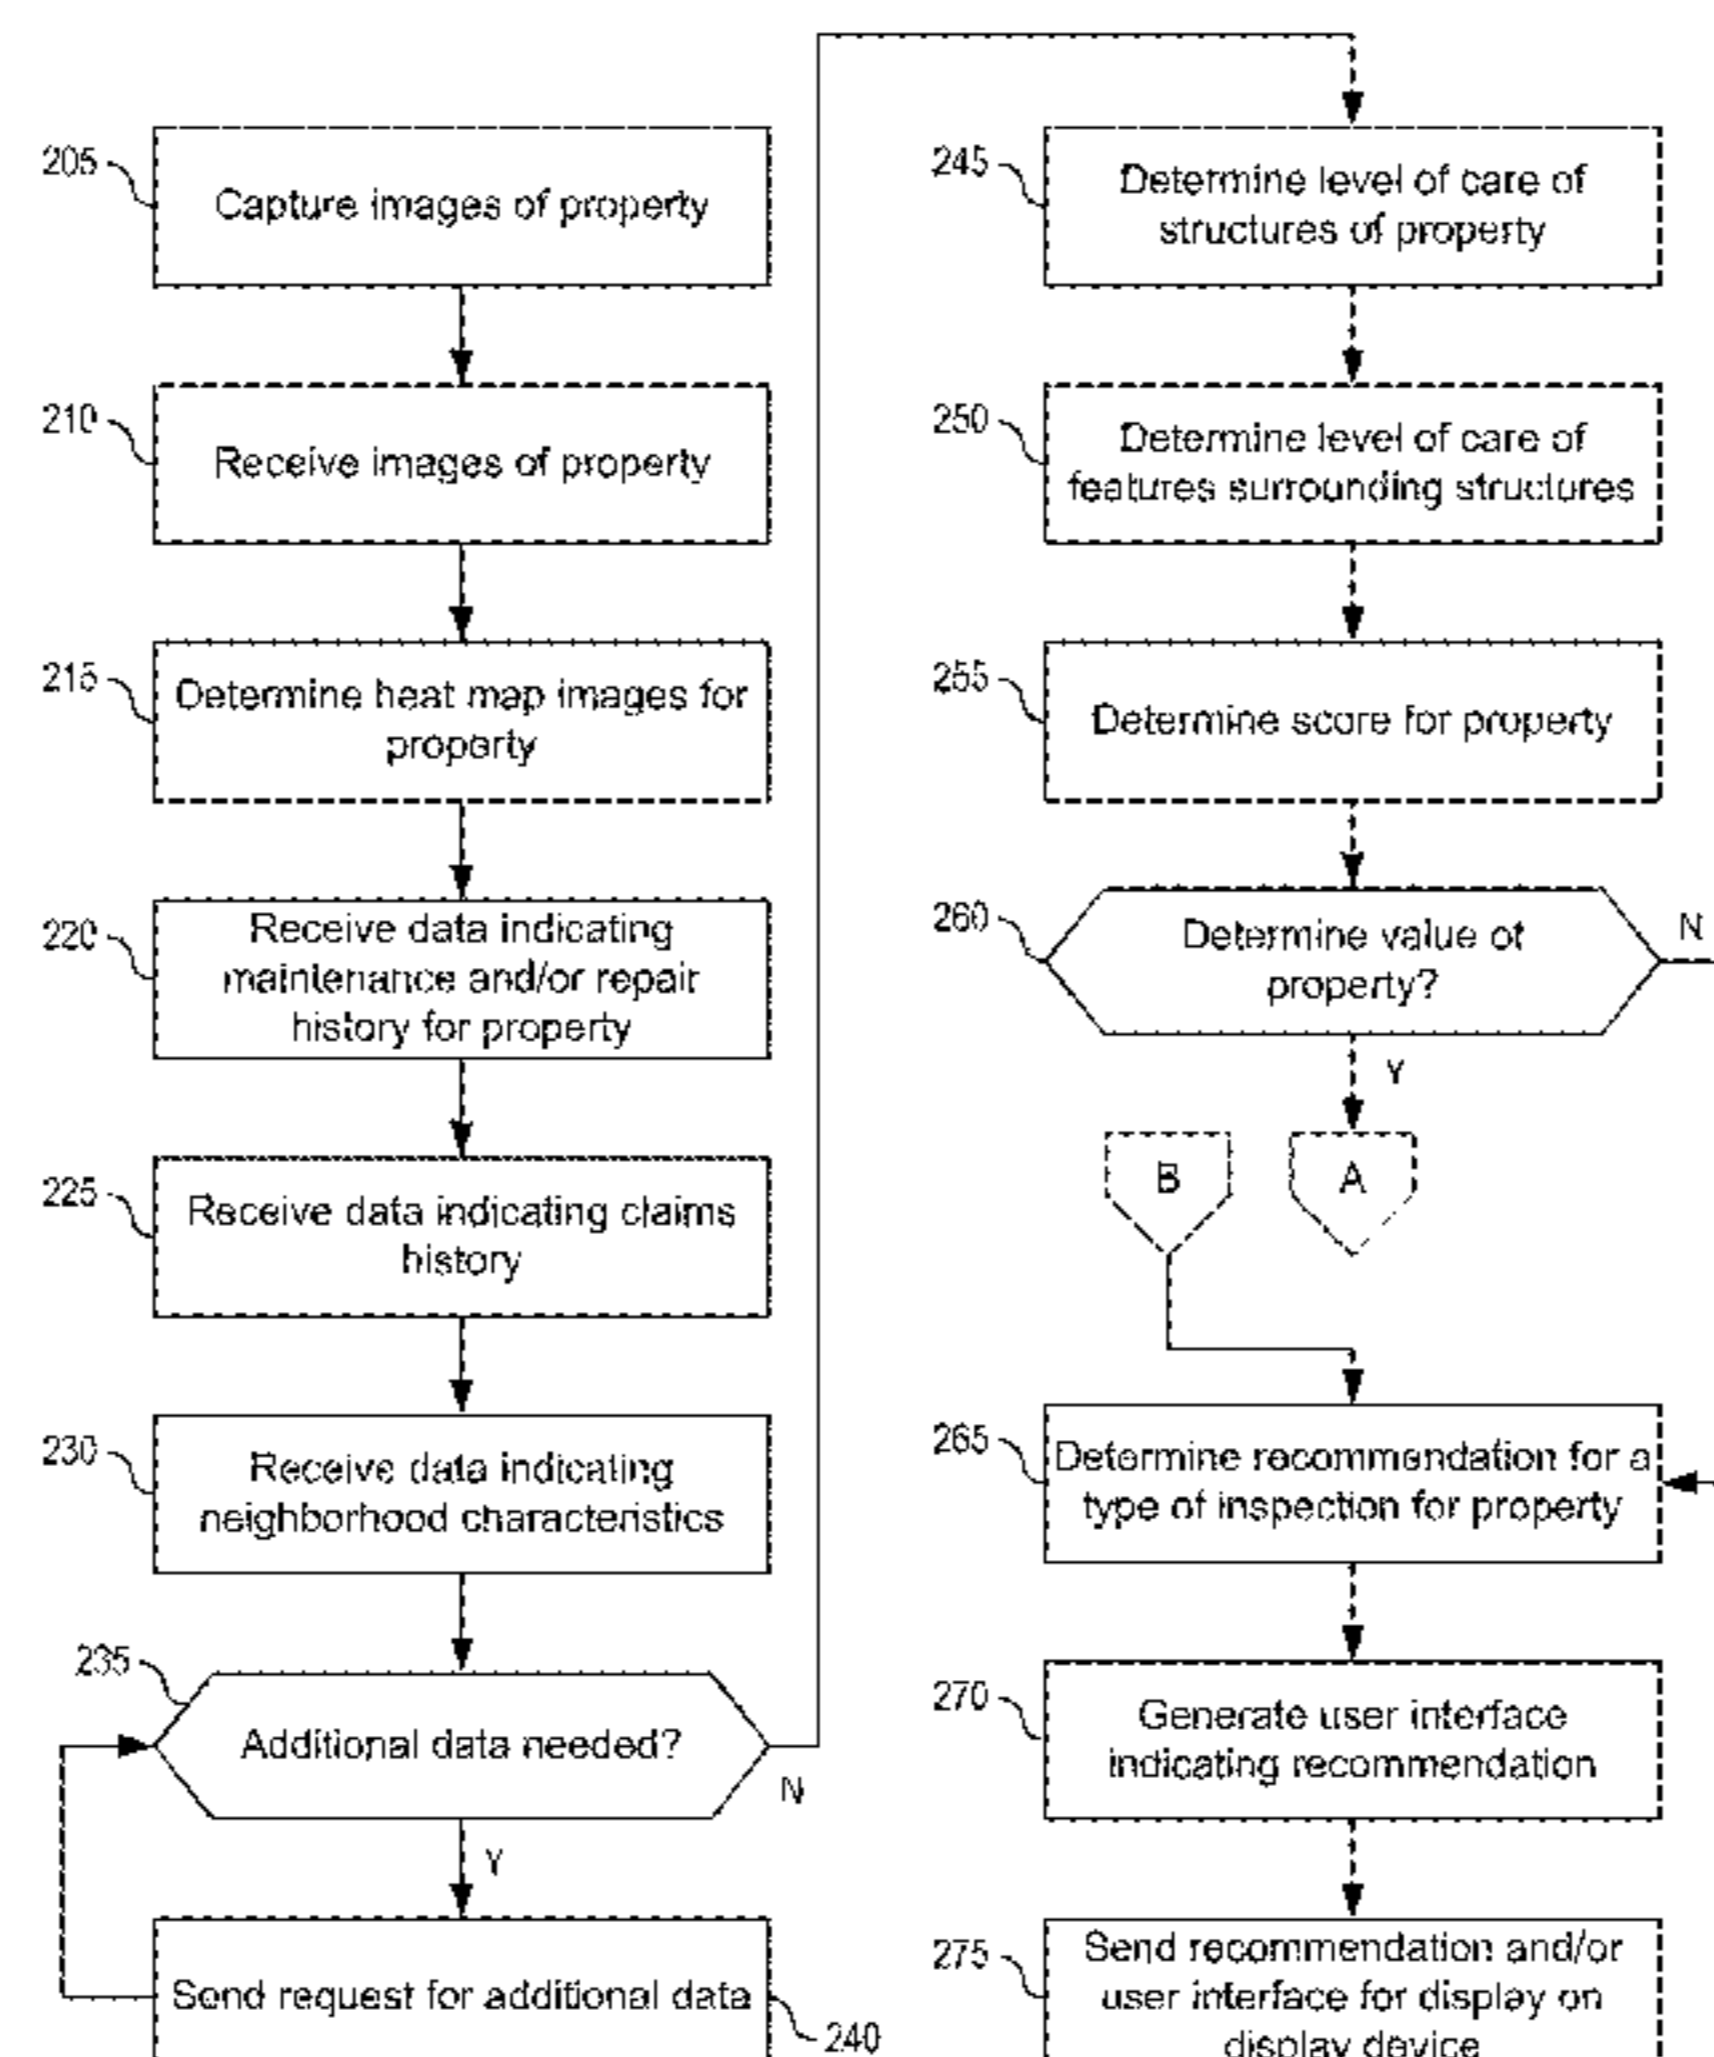 205
Capture images of property
210
Receive images of property
215
Determine heat map images for
property
220
Receive data indicating
maintenance and/or repair
history for property
225
Receive data indicating claims
history
230
Receive data indicating
neighborhood characteristics
235
Additional data needed?
N
Y
Send request for additional data
240
245
Determine level of care of
structures of property
250
Determine level of care of
features surrounding structures
255
Determine score for property
260
Determine value of
property?
N
Y
B
A
265
Determine recommendation for a
type of inspection for property
270
Generate user interface
indicating recommendation
275
Send recommendation and/or
user interface for display on
display device